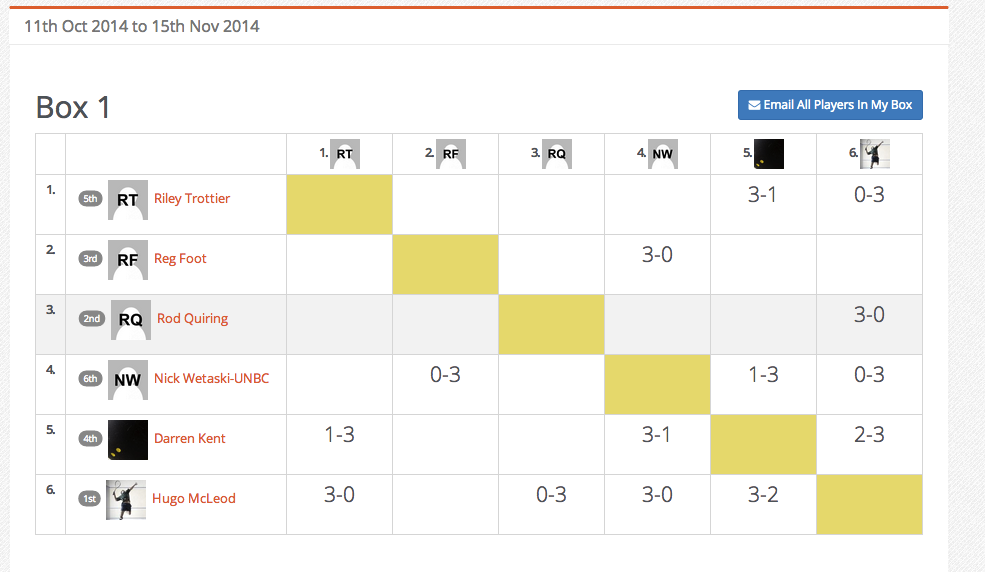 11th Oct 2014 to 15th Nov 2014
Box 1
Email All Players In My Box
1. RT 2. RF 3. RQ 4. NW 5. 6.
1. 5th RT Riley Trottier 3-1 0-3
2. 3rd RF Reg Foot 3-0
3. 2nd RQ Rod Quiring 3-0
4. 6th NW Nick Wetaski-UNBC 0-3 1-3 0-3
5. 4th Darren Kent 1-3 3-1 2-3
6. 1st Hugo McLeod 3-0 0-3 3-0 3-2